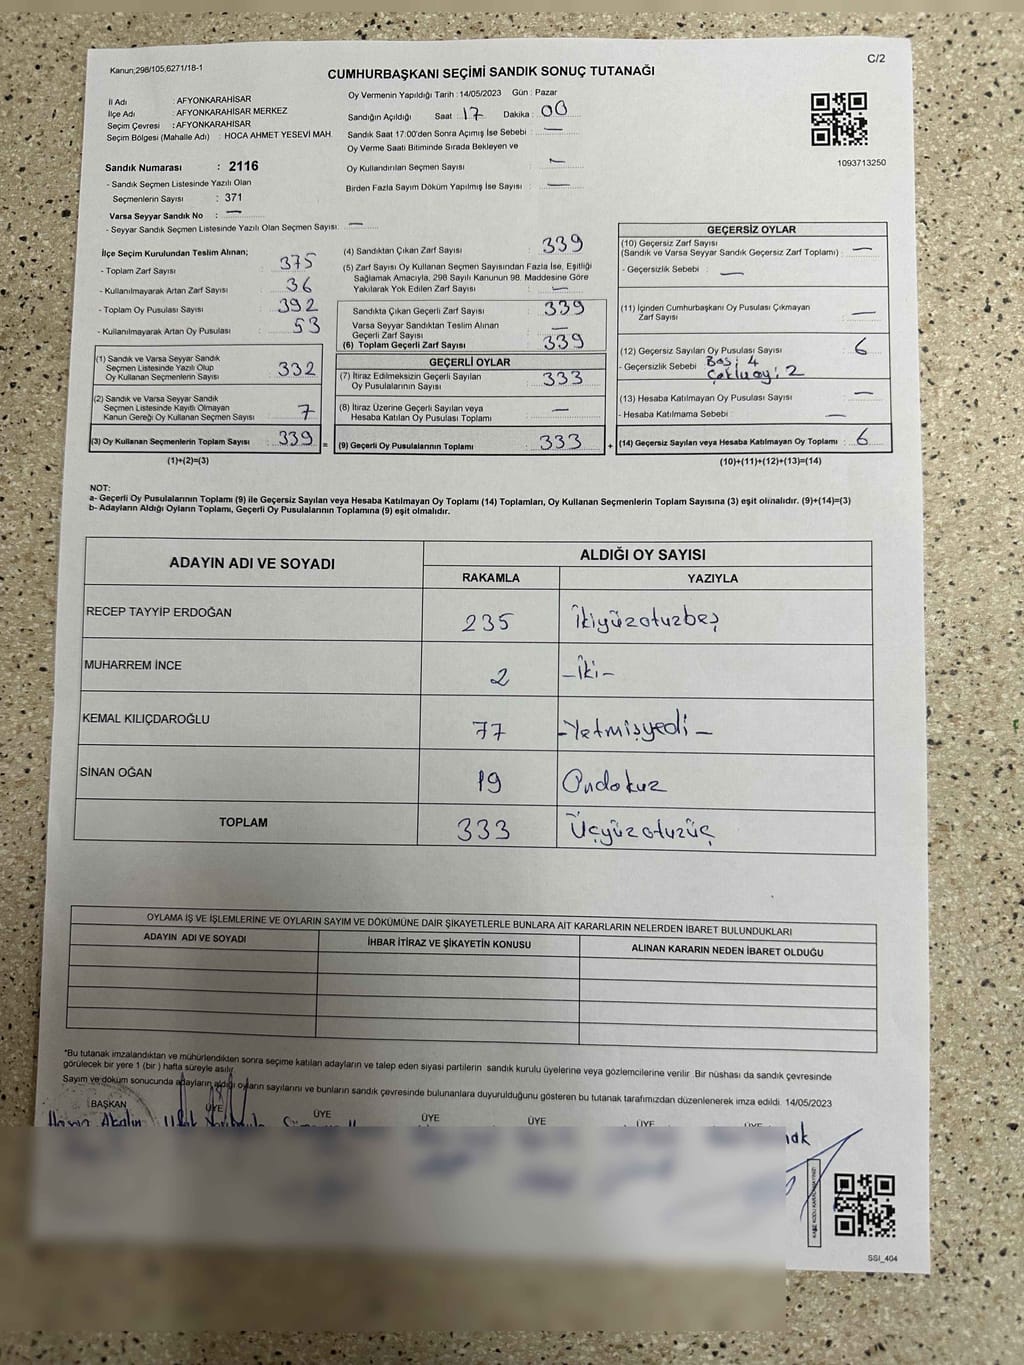 Kanun;298/105,6271/18-1
C/2
CUMHURBAŞKANI SEÇİMİ SANDIK SONUÇ TUTANAĞI
İl Adı : AFYONKARAHİSAR
İlçe Adı : AFYONKARAHİSAR MERKEZ
Seçim Çevresi : AFYONKARAHİSAR
Seçim Bölgesi (Mahalle Adı) : HOCA AHMET YESEVİ MAH.
Sandık Numarası : 2116
- Sandık Seçmen Listesinde Yazılı Olan
Seçmenlerin Sayısı : 371
Varsa Seyyar Sandık No : —
- Seyyar Sandık Seçmen Listesinde Yazılı Olan Seçmen Sayısı: —
Oy Vermenin Yapıldığı Tarih : 14/05/2023 Gün : Pazar
Sandığın Açıldığı Saat 17 Dakika : 00
Sandık Saat 17:00'den Sonra Açımış İse Sebebi : —
Oy Verme Saati Bitiminde Sırada Bekleyen ve
Oy Kullandırılan Seçmen Sayısı : —
Birden Fazla Sayım Döküm Yapılmış İse Sayısı : —
1093713250
İlçe Seçim Kurulundan Teslim Alınan;
- Toplam Zarf Sayısı : 375
- Kullanılmayarak Artan Zarf Sayısı : 36
- Toplam Oy Pusulası Sayısı : 392
- Kullanılmayarak Artan Oy Pusulası : 53
(1) Sandık ve Varsa Seyyar Sandık
Seçmen Listesinde Yazılı Olup
Oy Kullanan Seçmenlerin Sayısı : 332
(2) Sandık ve Varsa Seyyar Sandık
Seçmen Listesinde Kayıtlı Olmayan
Kanun Gereği Oy Kullanan Seçmen Sayısı : 7
(3) Oy Kullanan Seçmenlerin Toplam Sayısı : 339
(1)+(2)=(3)
(4) Sandıktan Çıkan Zarf Sayısı : 339
(5) Zarf Sayısı Oy Kullanan Seçmen Sayısından Fazla İse, Eşitliği
Sağlamak Amacıyla, 298 Sayılı Kanunun 98. Maddesine Göre
Yakılarak Yok Edilen Zarf Sayısı : —
Sandıkta Çıkan Geçerli Zarf Sayısı : 339
Varsa Seyyar Sandıktan Teslim Alınan
Geçerli Zarf Sayısı : —
(6) Toplam Geçerli Zarf Sayısı : 339
GEÇERLİ OYLAR
(7) İtiraz Edilmeksizin Geçerli Sayılan
Oy Pusulalarının Sayısı : 333
(8) İtiraz Üzerine Geçerli Sayılan veya
Hesaba Katılan Oy Pusulaları Toplamı : —
= (9) Geçerli Oy Pusulalarının Toplamı : 333 +
GEÇERSİZ OYLAR
(10) Geçersiz Zarf Sayısı
(Sandık ve Varsa Seyyar Sandık Geçersiz Zarf Toplamı) : —
- Geçersizlik Sebebi : —
(11) İçinden Cumhurbaşkanı Oy Pusulası Çıkmayan
Zarf Sayısı : —
(12) Geçersiz Sayılan Oy Pusulası Sayısı : 6
- Geçersizlik Sebebi : Boş: 4
Çokluoy: 2
(13) Hesaba Katılmayan Oy Pusulası Sayısı : —
- Hesaba Katılmama Sebebi : —
(14) Geçersiz Sayılan veya Hesaba Katılmayan Oy Toplamı : 6
(10)+(11)+(12)+(13)=(14)
NOT:
a- Geçerli Oy Pusulalarının Toplamı (9) ile Geçersiz Sayılan veya Hesaba Katılmayan Oy Toplamı (14) Toplamları, Oy Kullanan Seçmenlerin Toplam Sayısına (3) eşit olmalıdır. (9)+(14)=(3)
b- Adayların Aldığı Oyların Toplamı, Geçerli Oy Pusulalarının Toplamına (9) eşit olmalıdır.
ADAYIN ADI VE SOYADI
ALDIĞI OY SAYISI
RAKAMLA YAZIYLA
RECEP TAYYİP ERDOĞAN 235 İkiyüzotuzbeş
MUHARREM İNCE 2 -İki-
KEMAL KILIÇDAROĞLU 77 -Yetmişyedi-
SİNAN OĞAN 19 Ondokuz
TOPLAM 333 Üçyüzotuzüç
OYLAMA İŞ VE İŞLEMLERİNE VE OYLARIN SAYIM VE DÖKÜMÜNE DAİR ŞİKAYETLERLE BUNLARA AİT KARARLARIN NELERDEN İBARET BULUNDUKLARI
ADAYIN ADI VE SOYADI İHBAR İTİRAZ VE ŞİKAYETİN KONUSU ALINAN KARARIN NEDEN İBARET OLDUĞU
*Bu tutanak imzalandıktan ve mühürlendikten sonra seçime katılan adayların ve talep eden siyasi partilerin sandık kurulu üyelerine veya gözlemcilerine verilir. Bir nüshası da sandık çevresinde
görülecek bir yere 1 (bir ) hafta süreyle asılır.
Sayım ve döküm sonucunda adayların aldığı oyların sayılarını ve bunların sandık çevresinde bulunanlara duyurulduğunu gösteren bu tutanak tarafımızdan düzenlenerek imza edildi. 14/05/2023
BAŞKAN ÜYE ÜYE ÜYE ÜYE ÜYE ÜYE
SSI_404